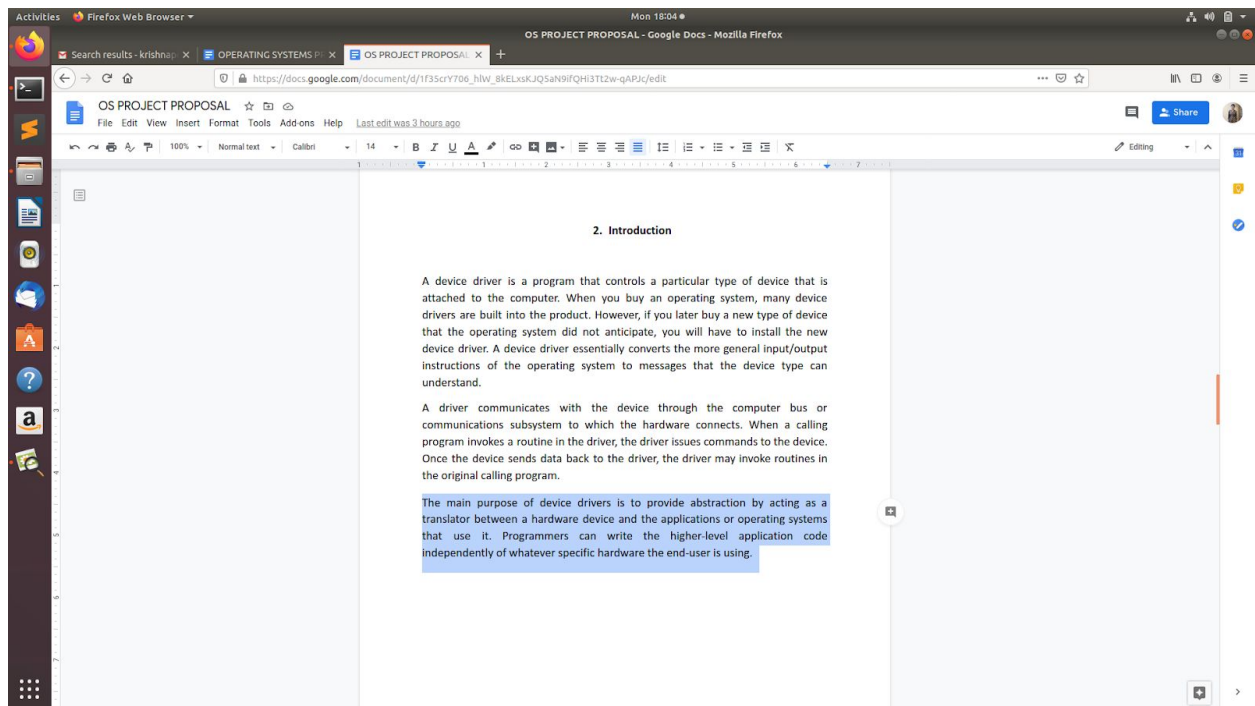 Activities Firefox Web Browser Mon 18:04
OS PROJECT PROPOSAL - Google Docs - Mozilla Firefox
Search results - krishnap OPERATING SYSTEMS P OS PROJECT PROPOSAL
https://docs.google.com/document/d/
OS PROJECT PROPOSAL
Share
File Edit View Insert Format Tools Add-ons Help Last edit was 3 hours ago
100% Normal text Calibri 14 B I U A Editing
1 1 2 3 4 5 6 7
31
2. Introduction
A device driver is a program that controls a particular type of device that is
attached to the computer. When you buy an operating system, many device
drivers are built into the product. However, if you later buy a new type of device
that the operating system did not anticipate, you will have to install the new
device driver. A device driver essentially converts the more general input/output
instructions of the operating system to messages that the device type can
understand.
A driver communicates with the device through the computer bus or
communications subsystem to which the hardware connects. When a calling
program invokes a routine in the driver, the driver issues commands to the device.
Once the device sends data back to the driver, the driver may invoke routines in
the original calling program.
The main purpose of device drivers is to provide abstraction by acting as a
translator between a hardware device and the applications or operating systems
that use it. Programmers can write the higher-level application code
independently of whatever specific hardware the end-user is using.